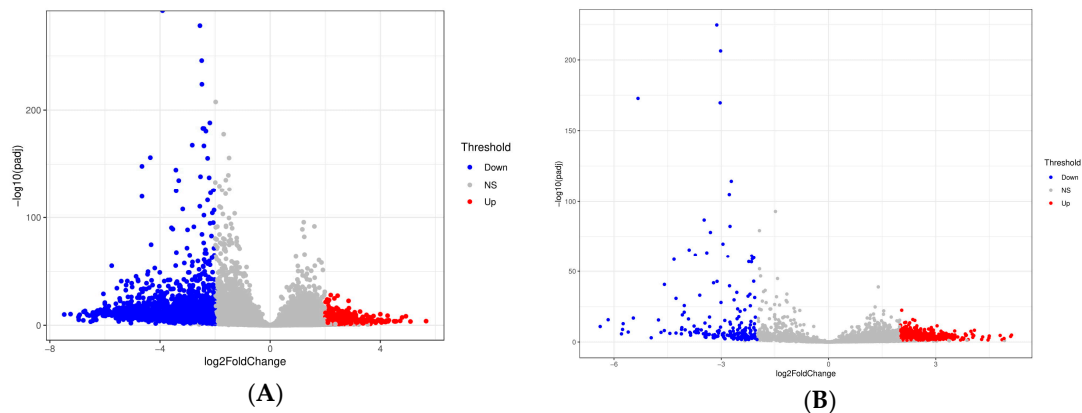 200
100
0
-log10(padj)
-8
-4
0
4
log2FoldChange
Threshold
Down
NS
Up
(A)
200
150
100
50
0
-log10(padj)
-6
-3
0
3
log2FoldChange
Threshold
Down
NS
Up
(B)